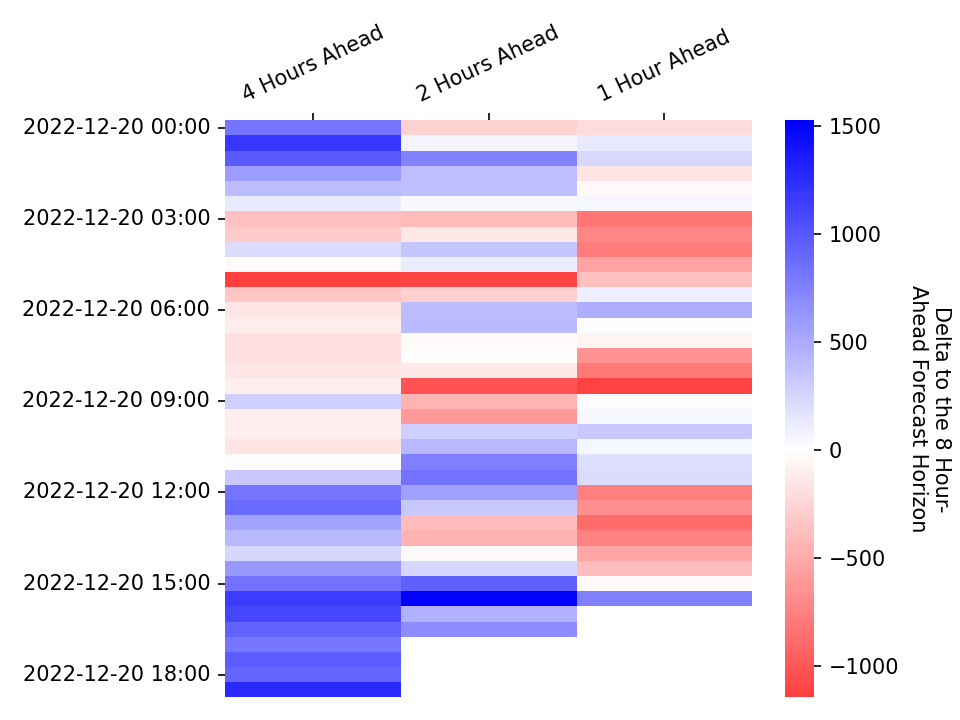 4 Hours Ahead
2 Hours Ahead
1 Hour Ahead
2022-12-20 00:00
2022-12-20 03:00
2022-12-20 06:00
2022-12-20 09:00
2022-12-20 12:00
2022-12-20 15:00
2022-12-20 18:00
1500
1000
500
0
−500
−1000
Delta to the 8 Hour-
Ahead Forecast Horizon